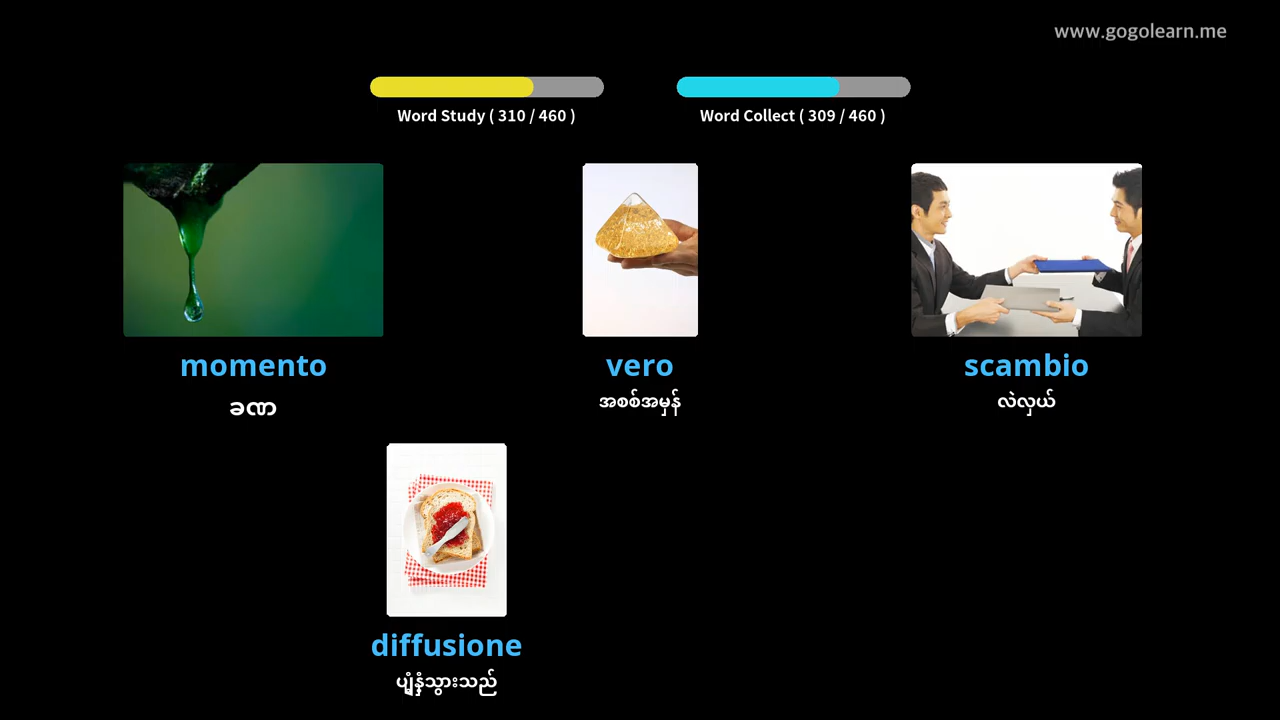 www.gogolearn.me
Word Study ( 310 / 460 )
Word Collect ( 309 / 460 )
momento
ခဏ
vero
အစစ်အမှန်
scambio
လဲလှယ်
diffusione
ပျံ့နှံ့သွားသည်